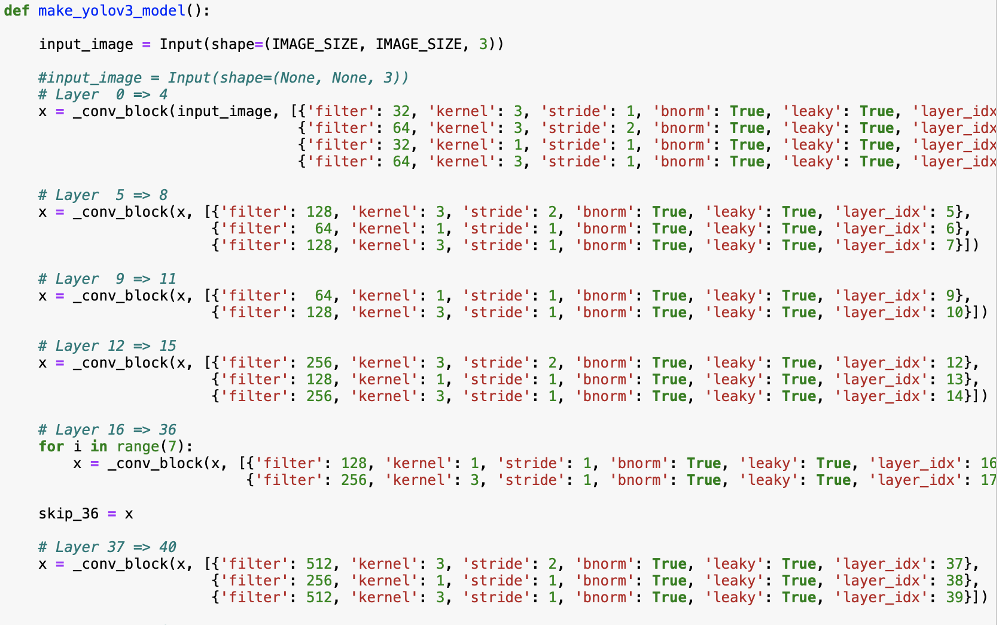 def make_yolov3_model():
    input_image = Input(shape=(IMAGE_SIZE, IMAGE_SIZE, 3))
    #input_image = Input(shape=(None, None, 3))
    # Layer  0 => 4
    x = _conv_block(input_image, [{'filter': 32, 'kernel': 3, 'stride': 1, 'bnorm': True, 'leaky': True, 'layer_idx
                                  {'filter': 64, 'kernel': 3, 'stride': 2, 'bnorm': True, 'leaky': True, 'layer_idx
                                  {'filter': 32, 'kernel': 1, 'stride': 1, 'bnorm': True, 'leaky': True, 'layer_idx
                                  {'filter': 64, 'kernel': 3, 'stride': 1, 'bnorm': True, 'leaky': True, 'layer_idx
    # Layer  5 => 8
    x = _conv_block(x, [{'filter': 128, 'kernel': 3, 'stride': 2, 'bnorm': True, 'leaky': True, 'layer_idx': 5},
                        {'filter':  64, 'kernel': 1, 'stride': 1, 'bnorm': True, 'leaky': True, 'layer_idx': 6},
                        {'filter': 128, 'kernel': 3, 'stride': 1, 'bnorm': True, 'leaky': True, 'layer_idx': 7}])
    # Layer  9 => 11
    x = _conv_block(x, [{'filter':  64, 'kernel': 1, 'stride': 1, 'bnorm': True, 'leaky': True, 'layer_idx': 9},
                        {'filter': 128, 'kernel': 3, 'stride': 1, 'bnorm': True, 'leaky': True, 'layer_idx': 10}])
    # Layer 12 => 15
    x = _conv_block(x, [{'filter': 256, 'kernel': 3, 'stride': 2, 'bnorm': True, 'leaky': True, 'layer_idx': 12},
                        {'filter': 128, 'kernel': 1, 'stride': 1, 'bnorm': True, 'leaky': True, 'layer_idx': 13},
                        {'filter': 256, 'kernel': 3, 'stride': 1, 'bnorm': True, 'leaky': True, 'layer_idx': 14}])
    # Layer 16 => 36
    for i in range(7):
        x = _conv_block(x, [{'filter': 128, 'kernel': 1, 'stride': 1, 'bnorm': True, 'leaky': True, 'layer_idx': 16
                            {'filter': 256, 'kernel': 3, 'stride': 1, 'bnorm': True, 'leaky': True, 'layer_idx': 17
    skip_36 = x
    # Layer 37 => 40
    x = _conv_block(x, [{'filter': 512, 'kernel': 3, 'stride': 2, 'bnorm': True, 'leaky': True, 'layer_idx': 37},
                        {'filter': 256, 'kernel': 1, 'stride': 1, 'bnorm': True, 'leaky': True, 'layer_idx': 38},
                        {'filter': 512, 'kernel': 3, 'stride': 1, 'bnorm': True, 'leaky': True, 'layer_idx': 39}])